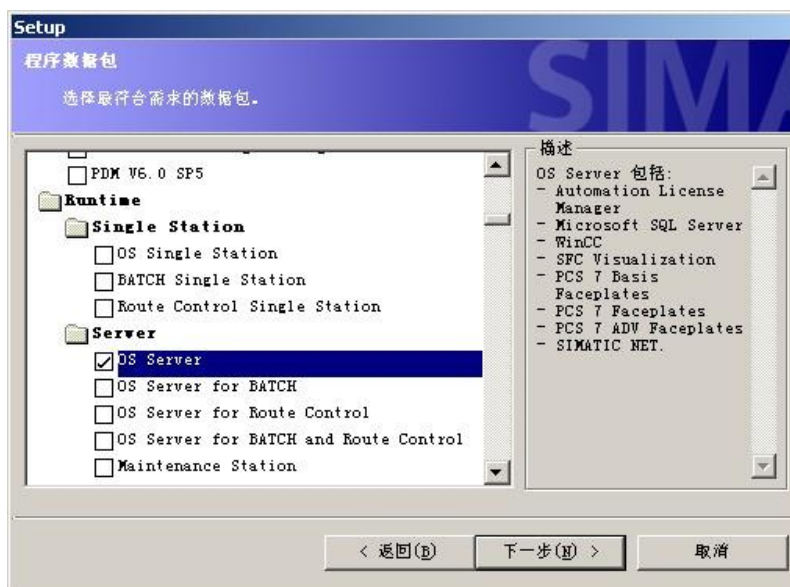 Setup
程序数据包
选择最符合需求的数据包。
SIMA
PDM V6.0 SP5
Runtime
Single Station
OS Single Station
BATCH Single Station
Route Control Single Station
Server
OS Server
OS Server for BATCH
OS Server for Route Control
OS Server for BATCH and Route Control
Maintenance Station
描述
OS Server 包括:
- Automation License
Manager
- Microsoft SQL Server
- WinCC
- SFC Visualization
- PCS 7 Basis
Faceplates
- PCS 7 Faceplates
- PCS 7 ADV Faceplates
- SIMATIC NET.
< 返回(B)
下一步(N) >
取消